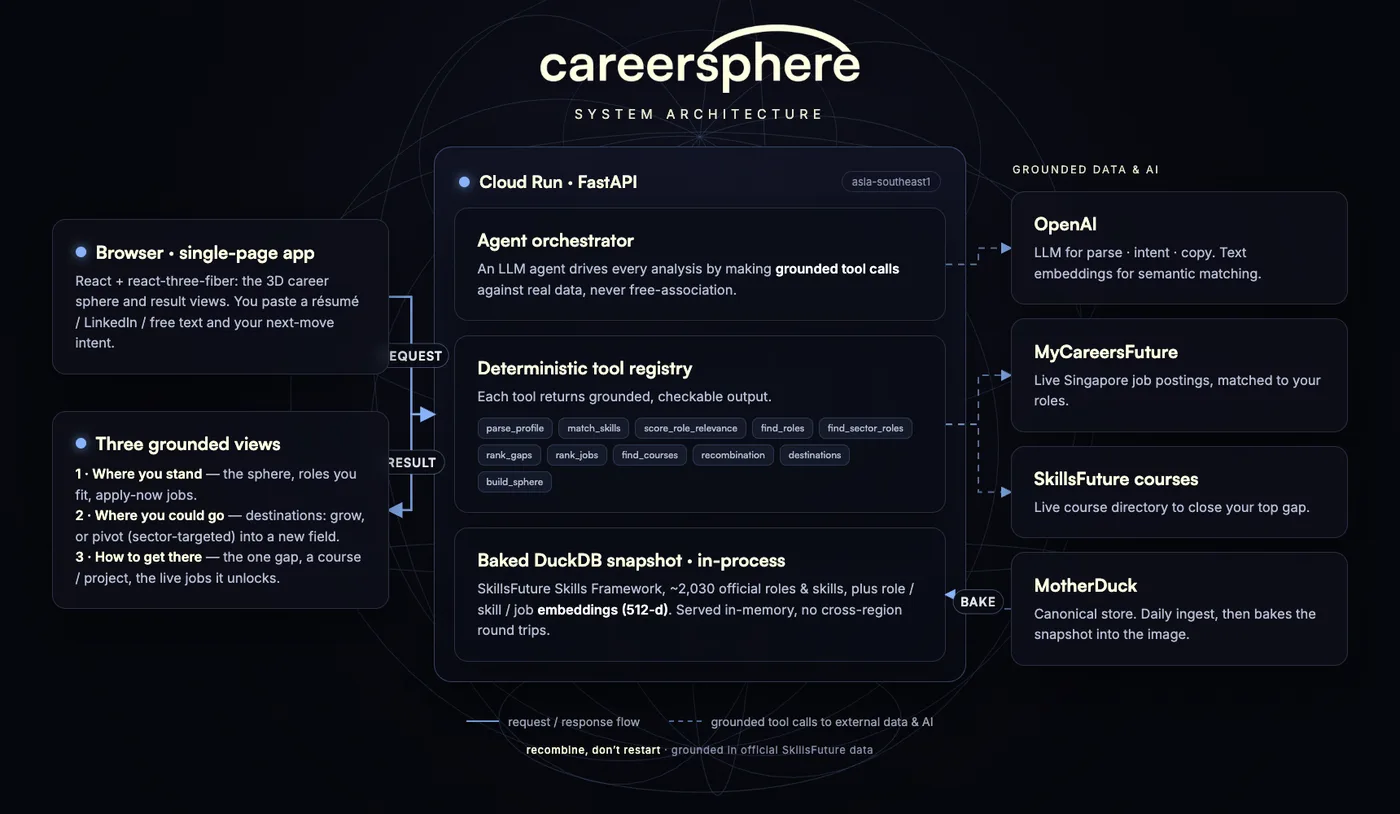 careersphere
SYSTEM ARCHITECTURE
Browser · single-page app
React + react-three-fiber: the 3D career
sphere and result views. You paste a résumé
/ LinkedIn / free text and your next-move
intent.
Three grounded views
1 · Where you stand — the sphere, roles you
fit, apply-now jobs.
2 · Where you could go — destinations: grow,
or pivot (sector-targeted) into a new field.
3 · How to get there — the one gap, a course
/ project, the live jobs it unlocks.
EQUEST
RESULT
Cloud Run · FastAPI
asia-southeast1
Agent orchestrator
An LLM agent drives every analysis by making grounded tool calls
against real data, never free-association.
Deterministic tool registry
Each tool returns grounded, checkable output.
parse_profile match_skills score_role_relevance find_roles find_sector_roles
rank_gaps rank_jobs find_courses recombination destinations
build_sphere
Baked DuckDB snapshot · in-process
SkillsFuture Skills Framework, ~2,030 official roles & skills, plus role /
skill / job embeddings (512-d). Served in-memory, no cross-region
round trips.
GROUNDED DATA & AI
OpenAI
LLM for parse · intent · copy. Text
embeddings for semantic matching.
MyCareersFuture
Live Singapore job postings, matched to your
roles.
SkillsFuture courses
Live course directory to close your top gap.
BAKE
MotherDuck
Canonical store. Daily ingest, then bakes the
snapshot into the image.
request / response flow
grounded tool calls to external data & AI
recombine, don't restart · grounded in official SkillsFuture data